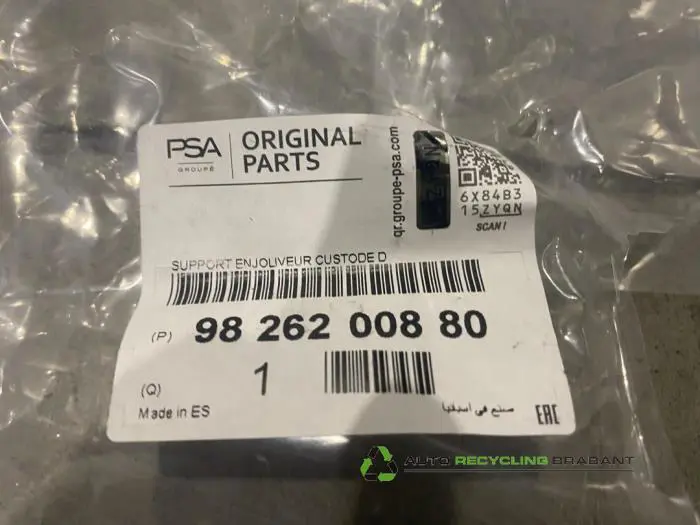 PSA
GROUPE
ORIGINAL
PARTS
qr.groupe-psa.com
6X84B3
15ZYQN
SCAN!
SUPPORT ENJOLIVEUR CUSTODE D
(P) 98 262 008 80
(Q) 1
Made in ES
صنع في اسبانيا
EAC
AUTO RECYCLING BRABANT